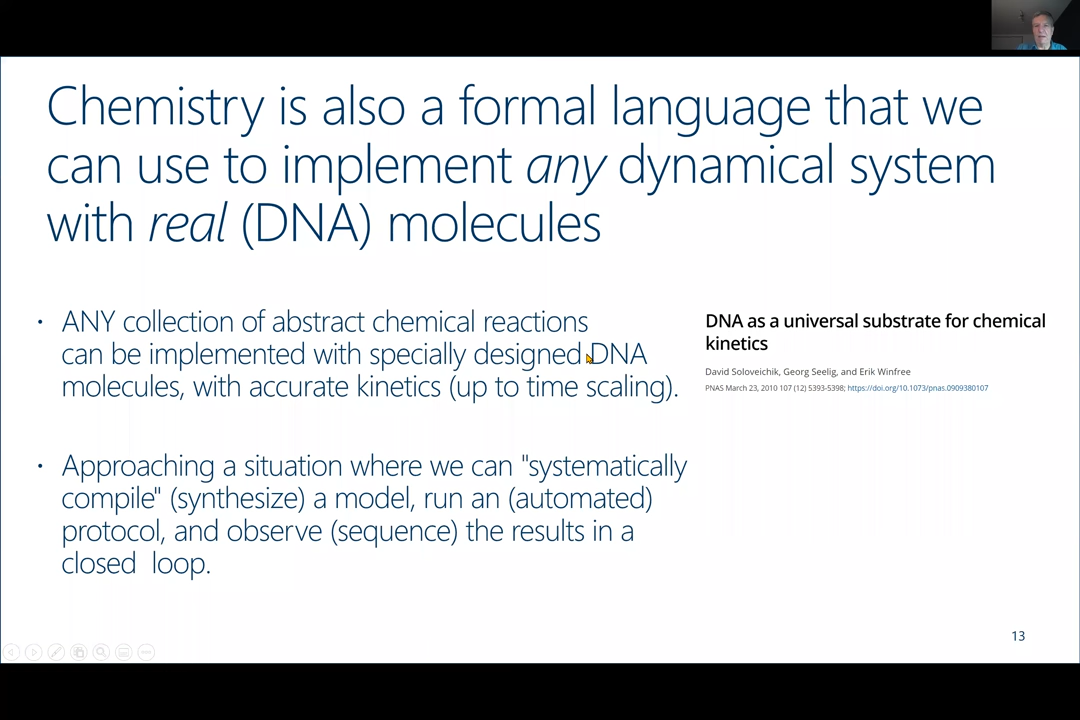 Chemistry is also a formal language that we
can use to implement any dynamical system
with real (DNA) molecules
• ANY collection of abstract chemical reactions
can be implemented with specially designed DNA
molecules, with accurate kinetics (up to time scaling).
• Approaching a situation where we can "systematically
compile" (synthesize) a model, run an (automated)
protocol, and observe (sequence) the results in a
closed loop.
DNA as a universal substrate for chemical
kinetics
David Soloveichik, Georg Seelig, and Erik Winfree
PNAS March 23, 2010 107 (12) 5393-5398; https://doi.org/10.1073/pnas.0909380107
13